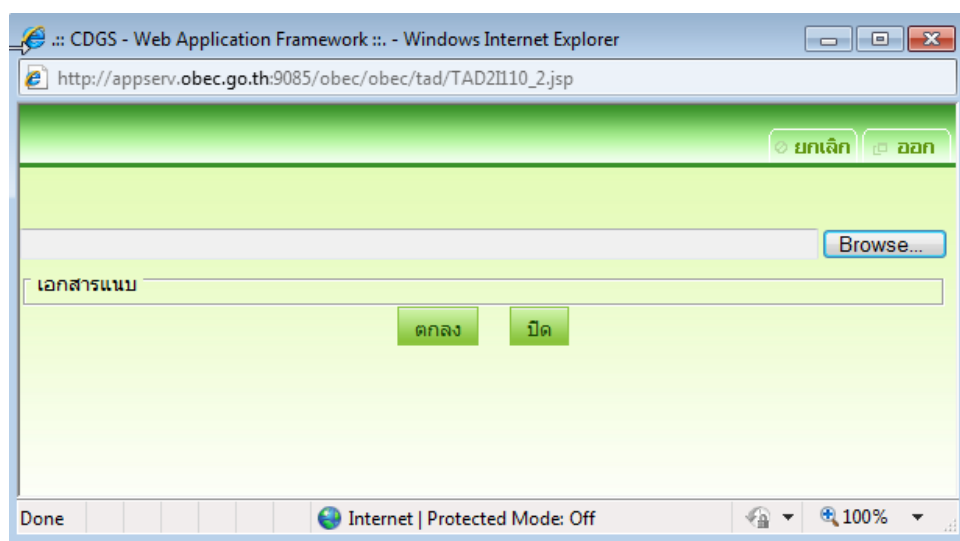 .:: CDGS - Web Application Framework ::. - Windows Internet Explorer
http://appserv.obec.go.th:9085/obec/obec/tad/TAD2I110_2.jsp
ยกเลิก ออก
Browse...
เอกสารแนบ
ตกลง ปิด
Done Internet | Protected Mode: Off 100%